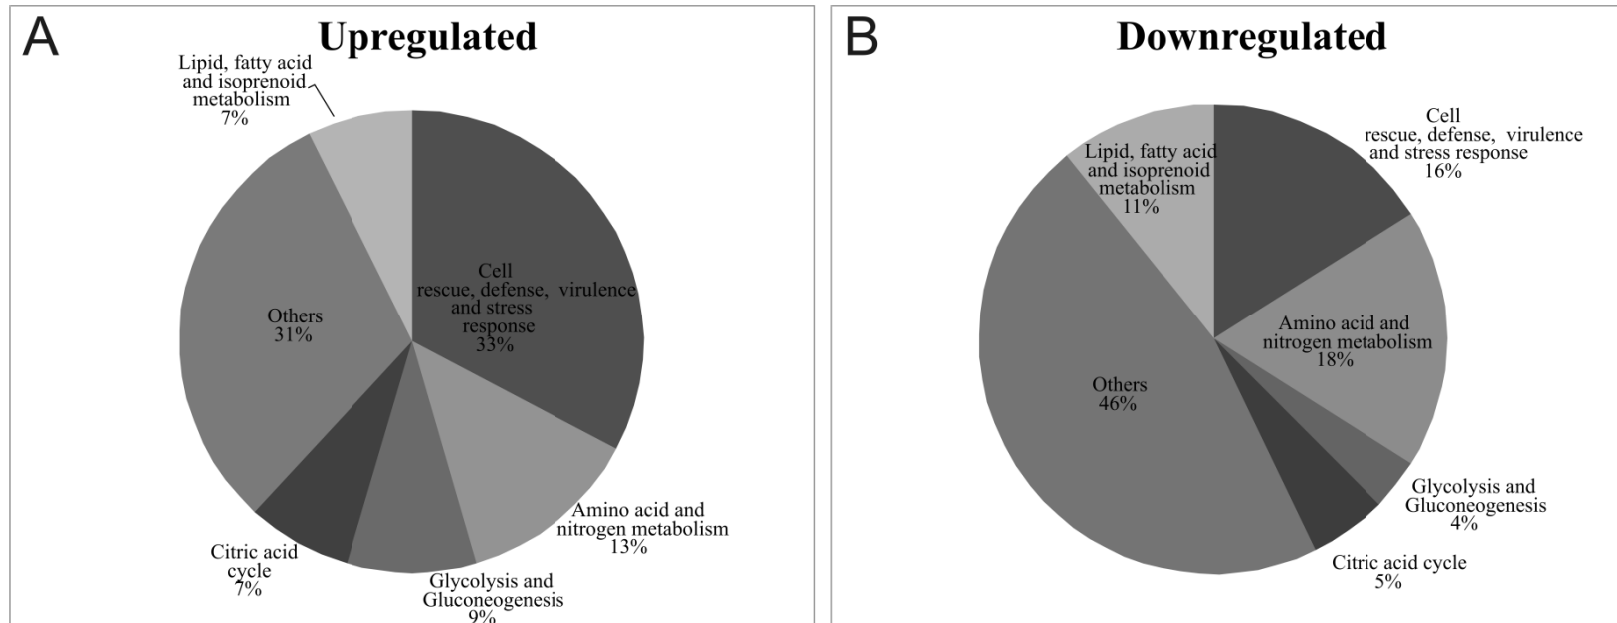 A
Upregulated
Lipid, fatty acid
and isoprenoid
metabolism
7%
Cell
rescue, defense, virulence
and stress
response
33%
Others
31%
Amino acid and
nitrogen metabolism
13%
Citric acid
cycle
7%
Glycolysis and
Gluconeogenesis
9%
B
Downregulated
Cell
rescue, defense, virulence
and stress response
16%
Lipid, fatty acid
and isoprenoid
metabolism
11%
Amino acid and
nitrogen metabolism
18%
Others
46%
Glycolysis and
Gluconeogenesis
4%
Citric acid cycle
5%